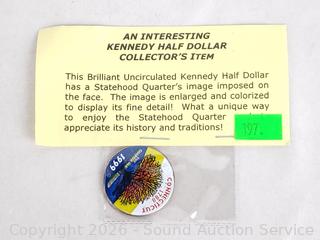 AN INTERESTING
KENNEDY HALF DOLLAR
COLLECTOR'S ITEM
This Brilliant Uncirculated Kennedy Half Dollar
has a Statehood Quarter's image imposed on
the face. The image is enlarged and colorized
to display its fine detail! What a unique way
to enjoy the Statehood Quarter
appreciate its history and traditions!
197.
1999
CONNECTICUT
1788
Copyright 2026 - Sound Auction Service